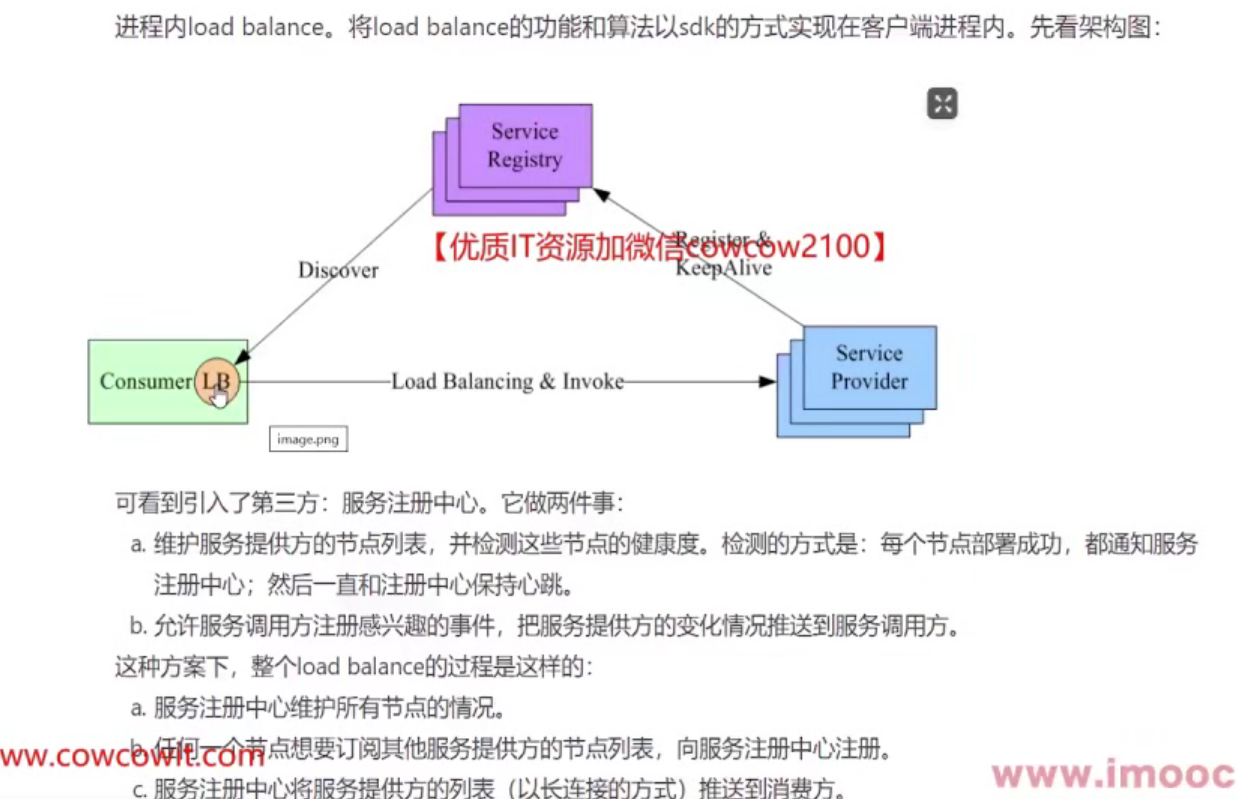 进程内load balance。将load balance的功能和算法以sdk的方式实现在客户端进程内。先看架构图：
Service
Registry
【优质IT资源加微信cowcow2100】
Register &
KeepAlive
Discover
Service
Provider
Consumer
LB
Load Balancing & Invoke
image.png
可看到引入了第三方：服务注册中心。它做两件事：
a. 维护服务提供方的节点列表，并检测这些节点的健康度。检测的方式是：每个节点部署成功，都通知服务
注册中心；然后一直和注册中心保持心跳。
b. 允许服务调用方注册感兴趣的事件，把服务提供方的变化情况推送到服务调用方。
这种方案下，整个load balance的过程是这样的：
a. 服务注册中心维护所有节点的情况。
b. 任何一个节点想要订阅其他服务提供方的节点列表，向服务注册中心注册。
ww.cowcowit.com
www.imooc
c. 服务注册中心将服务提供方的列表（以长连接的方式）推送到消费方。